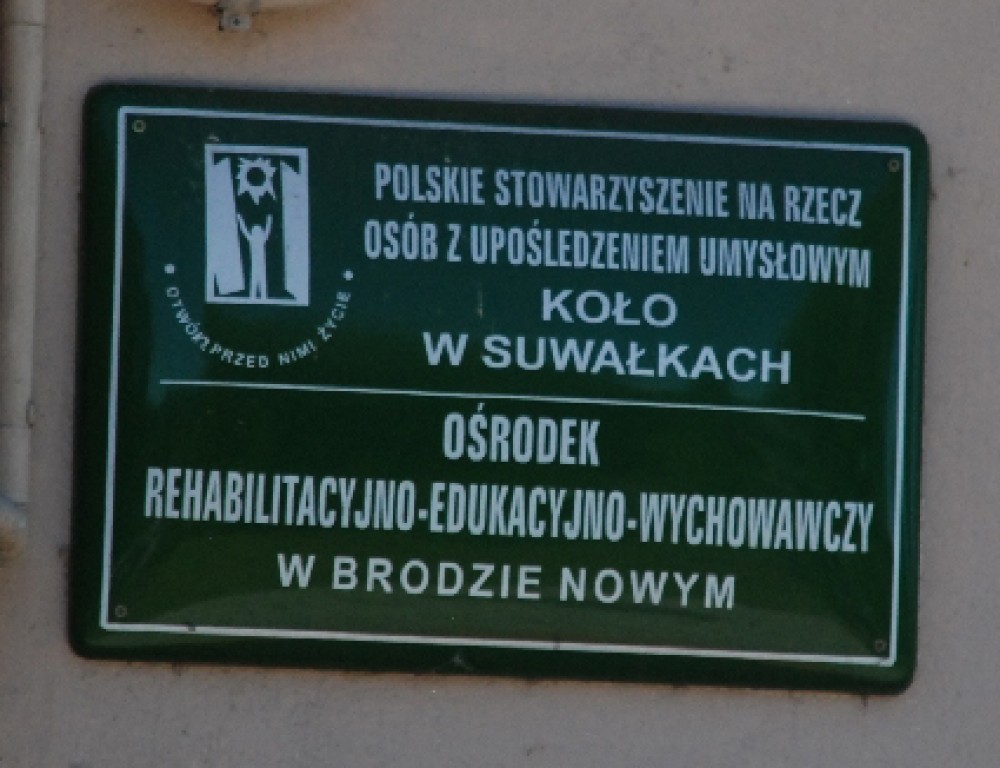 POLSKIE STOWARZYSZENIE NA RZECZ
OSÓB Z UPOŚLEDZENIEM UMYSŁOWYM
KOŁO
W SUWAŁKACH
• OTWÓRZ PRZED NIMI ŻYCIE •
OŚRODEK
REHABILITACYJNO-EDUKACYJNO-WYCHOWAWCZY
W BRODZIE NOWYM